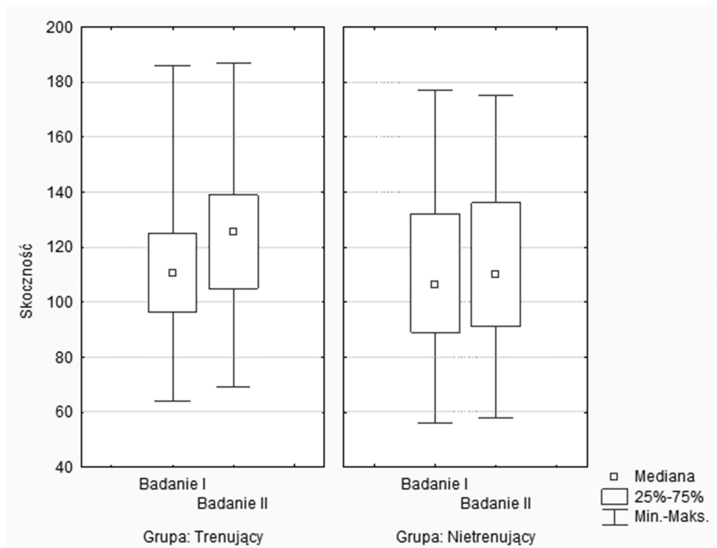 200
180
160
140
120
100
80
60
40
Skoczność
Badanie I
Badanie II
Grupa: Trenujący
Badanie I
Badanie II
Grupa: Nietrenujący
Mediana
25%-75%
Min.-Maks.